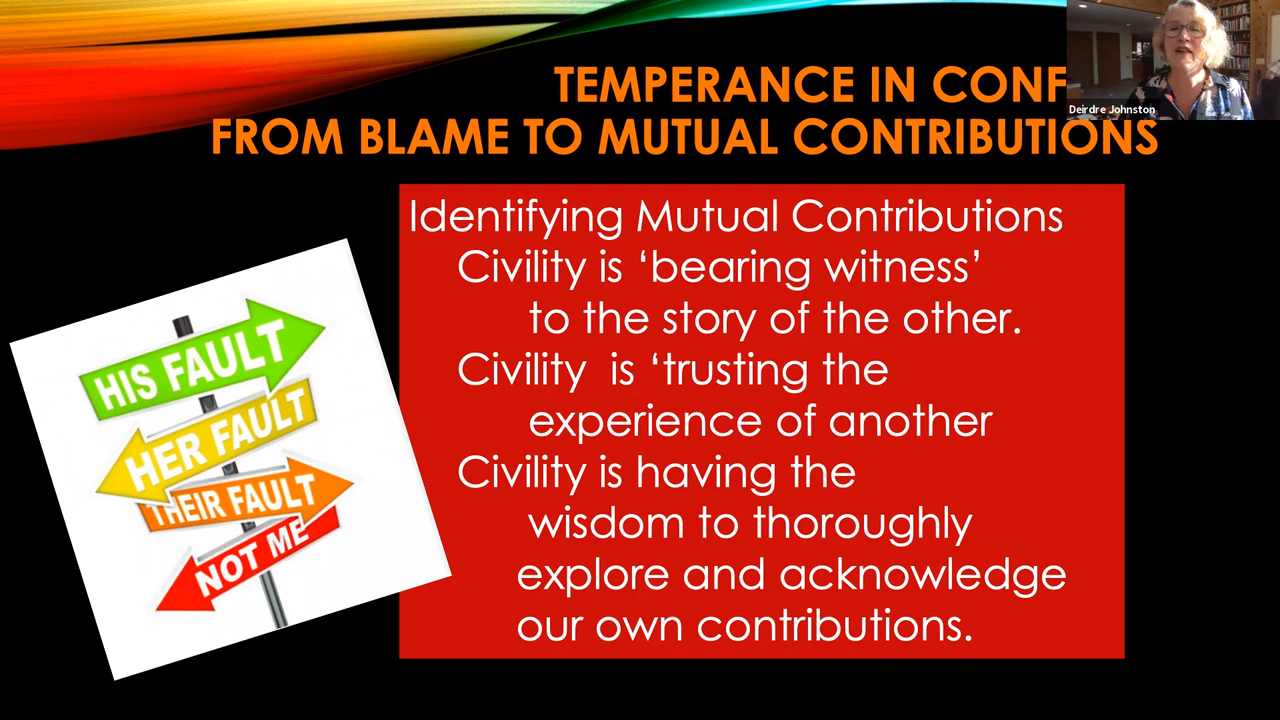 TEMPERANCE IN CONF
FROM BLAME TO MUTUAL CONTRIBUTIONS
Deirdre Johnston
Identifying Mutual Contributions
Civility is ‘bearing witness’
to the story of the other.
Civility is ‘trusting the
experience of another
Civility is having the
wisdom to thoroughly
explore and acknowledge
our own contributions.
HIS FAULT
HER FAULT
THEIR FAULT
NOT ME